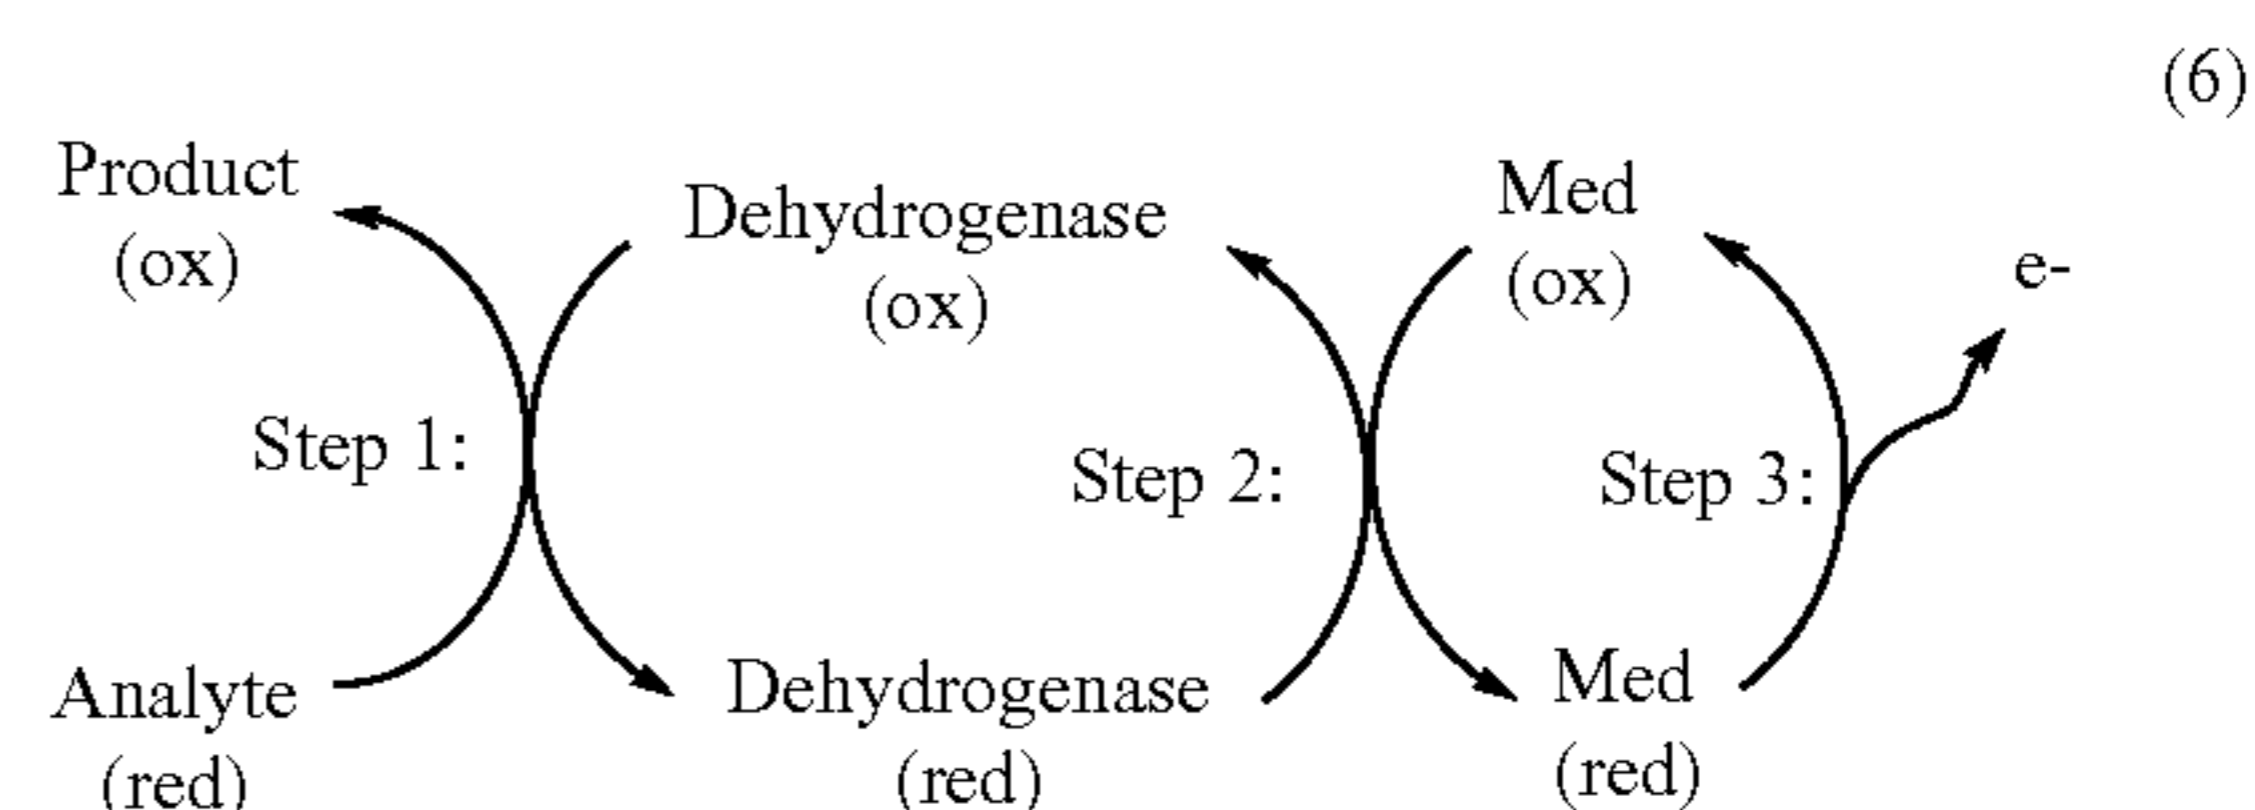 (6)
Product
(ox)
Dehydrogenase
(ox)
Med
(ox)
e-
Step 1:
Step 2:
Step 3:
Analyte
(red)
Dehydrogenase
(red)
Med
(red)